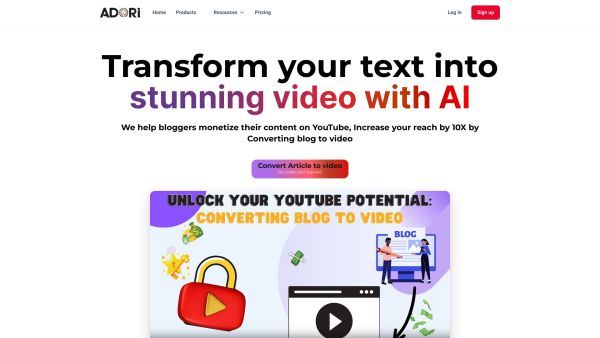 ADORi
Home Products Resources Pricing Log in Sign up
Transform your text into
stunning video with AI
We help bloggers monetize their content on YouTube, Increase your reach by 10X by
Converting blog to video
Convert Article to video
No Credit card required
UNLOCK YOUR YOUTUBE POTENTIAL:
CONVERTING BLOG TO VIDEO
BLOG